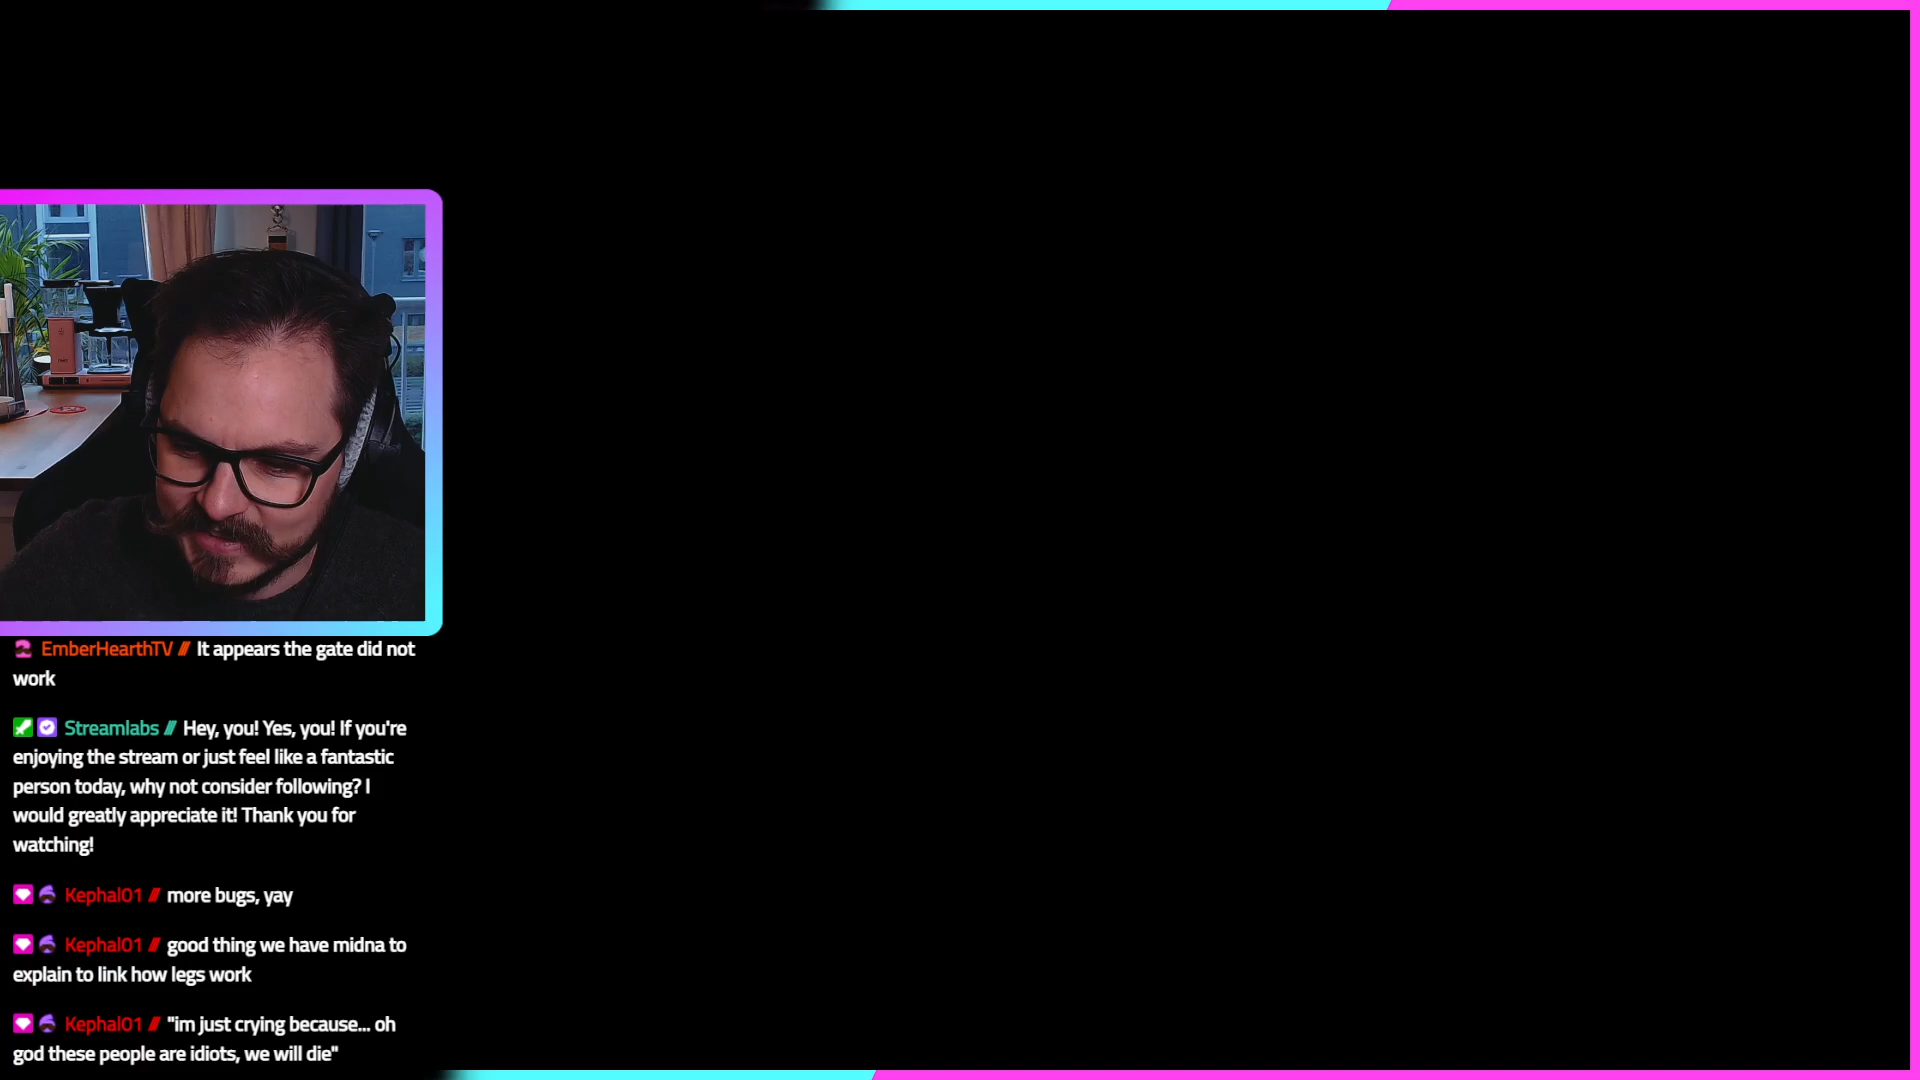 EmberHearthTV /// It appears the gate did not
work
Streamlabs /// Hey, you! Yes, you! If you're
enjoying the stream or just feel like a fantastic
person today, why not consider following? I
would greatly appreciate it! Thank you for
watching!
Kephal01 /// more bugs, yay
Kephal01 /// good thing we have midna to
explain to link how legs work
Kephal01 /// "im just crying because... oh
god these people are idiots, we will die"